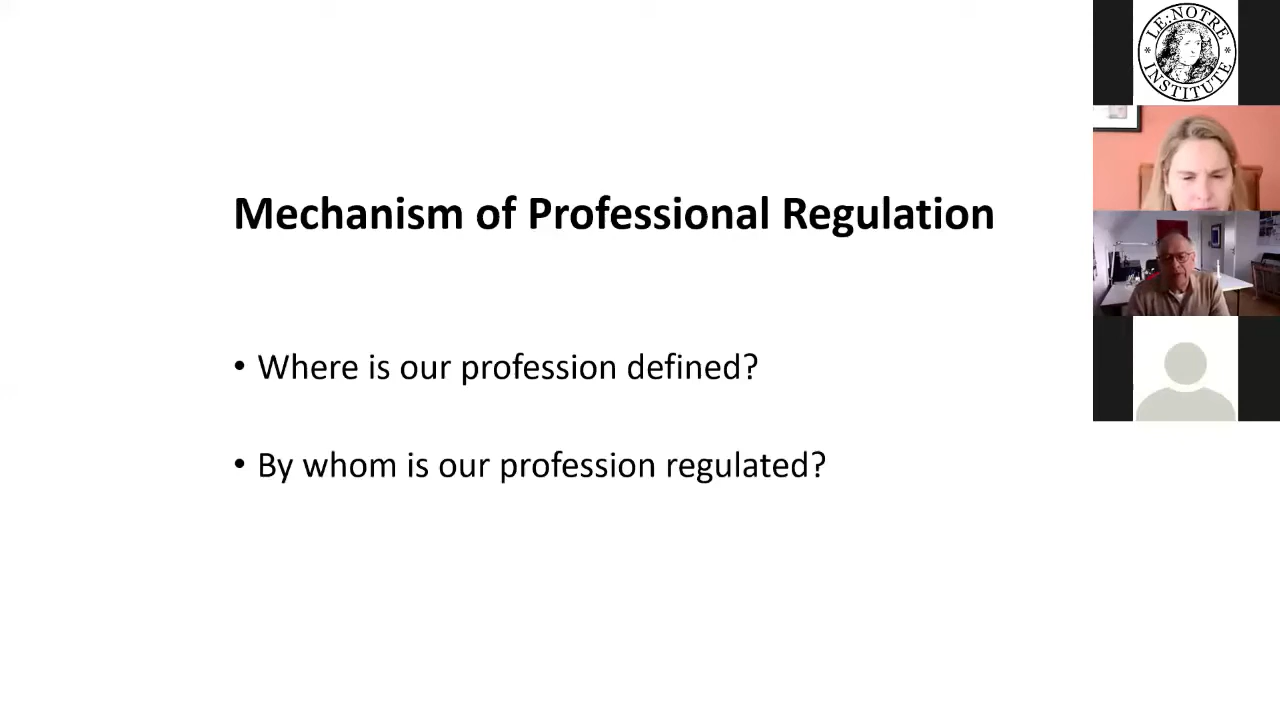 Mechanism of Professional Regulation
• Where is our profession defined?
• By whom is our profession regulated?
LE:NOTRE
* *
INSTITUTE